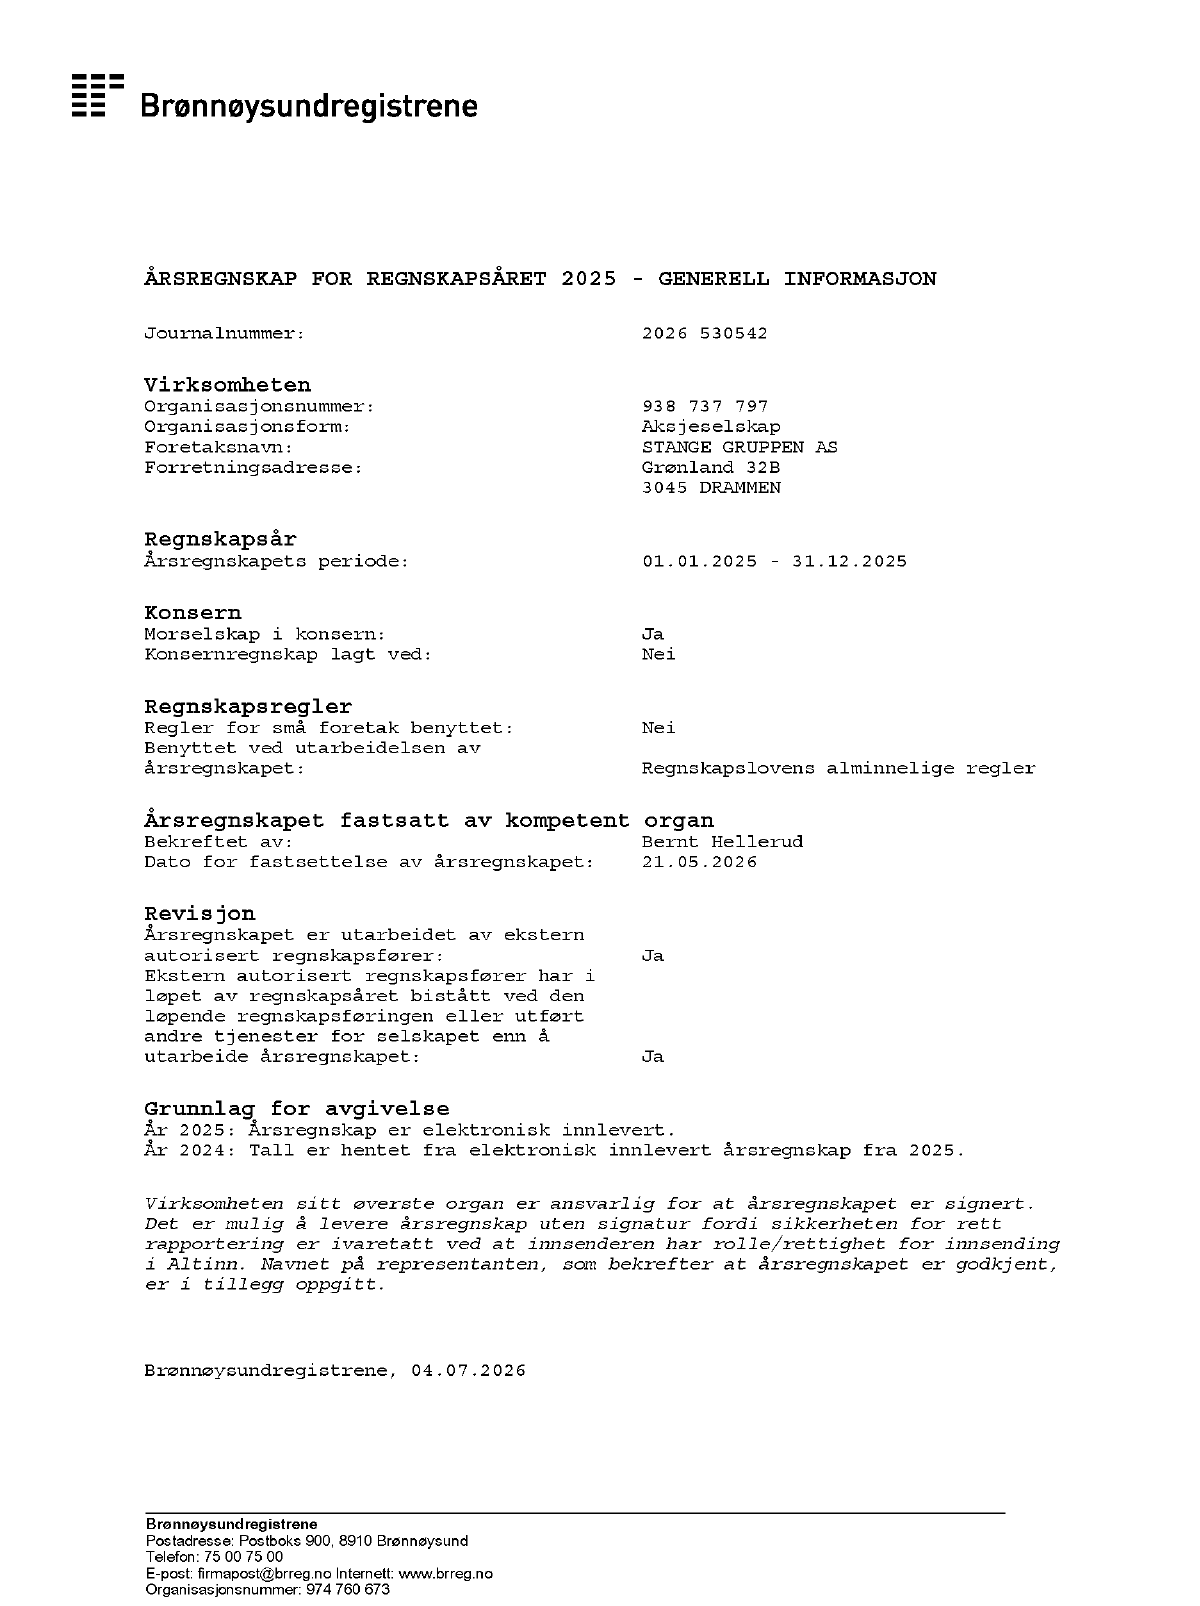 Brønnøysundregistrene
ÅRSREGNSKAP FOR REGNSKAPSÅRET 2025 - GENERELL INFORMASJON
Journalnummer: 2026 530542
Virksomheten
Organisasjonsnummer: 938 737 797
Organisasjonsform: Aksjeselskap
Foretaksnavn: STANGE GRUPPEN AS
Forretningsadresse: Grønland 32B
3045 DRAMMEN
Regnskapsår
Årsregnskapets periode: 01.01.2025 - 31.12.2025
Konsern
Morselskap i konsern: Ja
Konsernregnskap lagt ved: Nei
Regnskapsregler
Regler for små foretak benyttet: Nei
Benyttet ved utarbeidelsen av
årsregnskapet: Regnskapslovens alminnelige regler
Årsregnskapet fastsatt av kompetent organ
Bekreftet av: Bernt Hellerud
Dato for fastsettelse av årsregnskapet: 21.05.2026
Revisjon
Årsregnskapet er utarbeidet av ekstern
autorisert regnskapsfører: Ja
Ekstern autorisert regnskapsfører har i
løpet av regnskapsåret bistått ved den
løpende regnskapsføringen eller utført
andre tjenester for selskapet enn å
utarbeide årsregnskapet: Ja
Grunnlag for avgivelse
År 2025: Årsregnskap er elektronisk innlevert.
År 2024: Tall er hentet fra elektronisk innlevert årsregnskap fra 2025.
Virksomheten sitt øverste organ er ansvarlig for at årsregnskapet er signert.
Det er mulig å levere årsregnskap uten signatur fordi sikkerheten for rett
rapportering er ivaretatt ved at innsenderen har rolle/rettighet for innsending
i Altinn. Navnet på representanten, som bekrefter at årsregnskapet er godkjent,
er i tillegg oppgitt.
Brønnøysundregistrene, 04.07.2026
Brønnøysundregistrene
Postadresse: Postboks 900, 8910 Brønnøysund
Telefon: 75 00 75 00
E-post: firmapost@brreg.no Internett: www.brreg.no
Organisasjonsnummer: 974 760 673